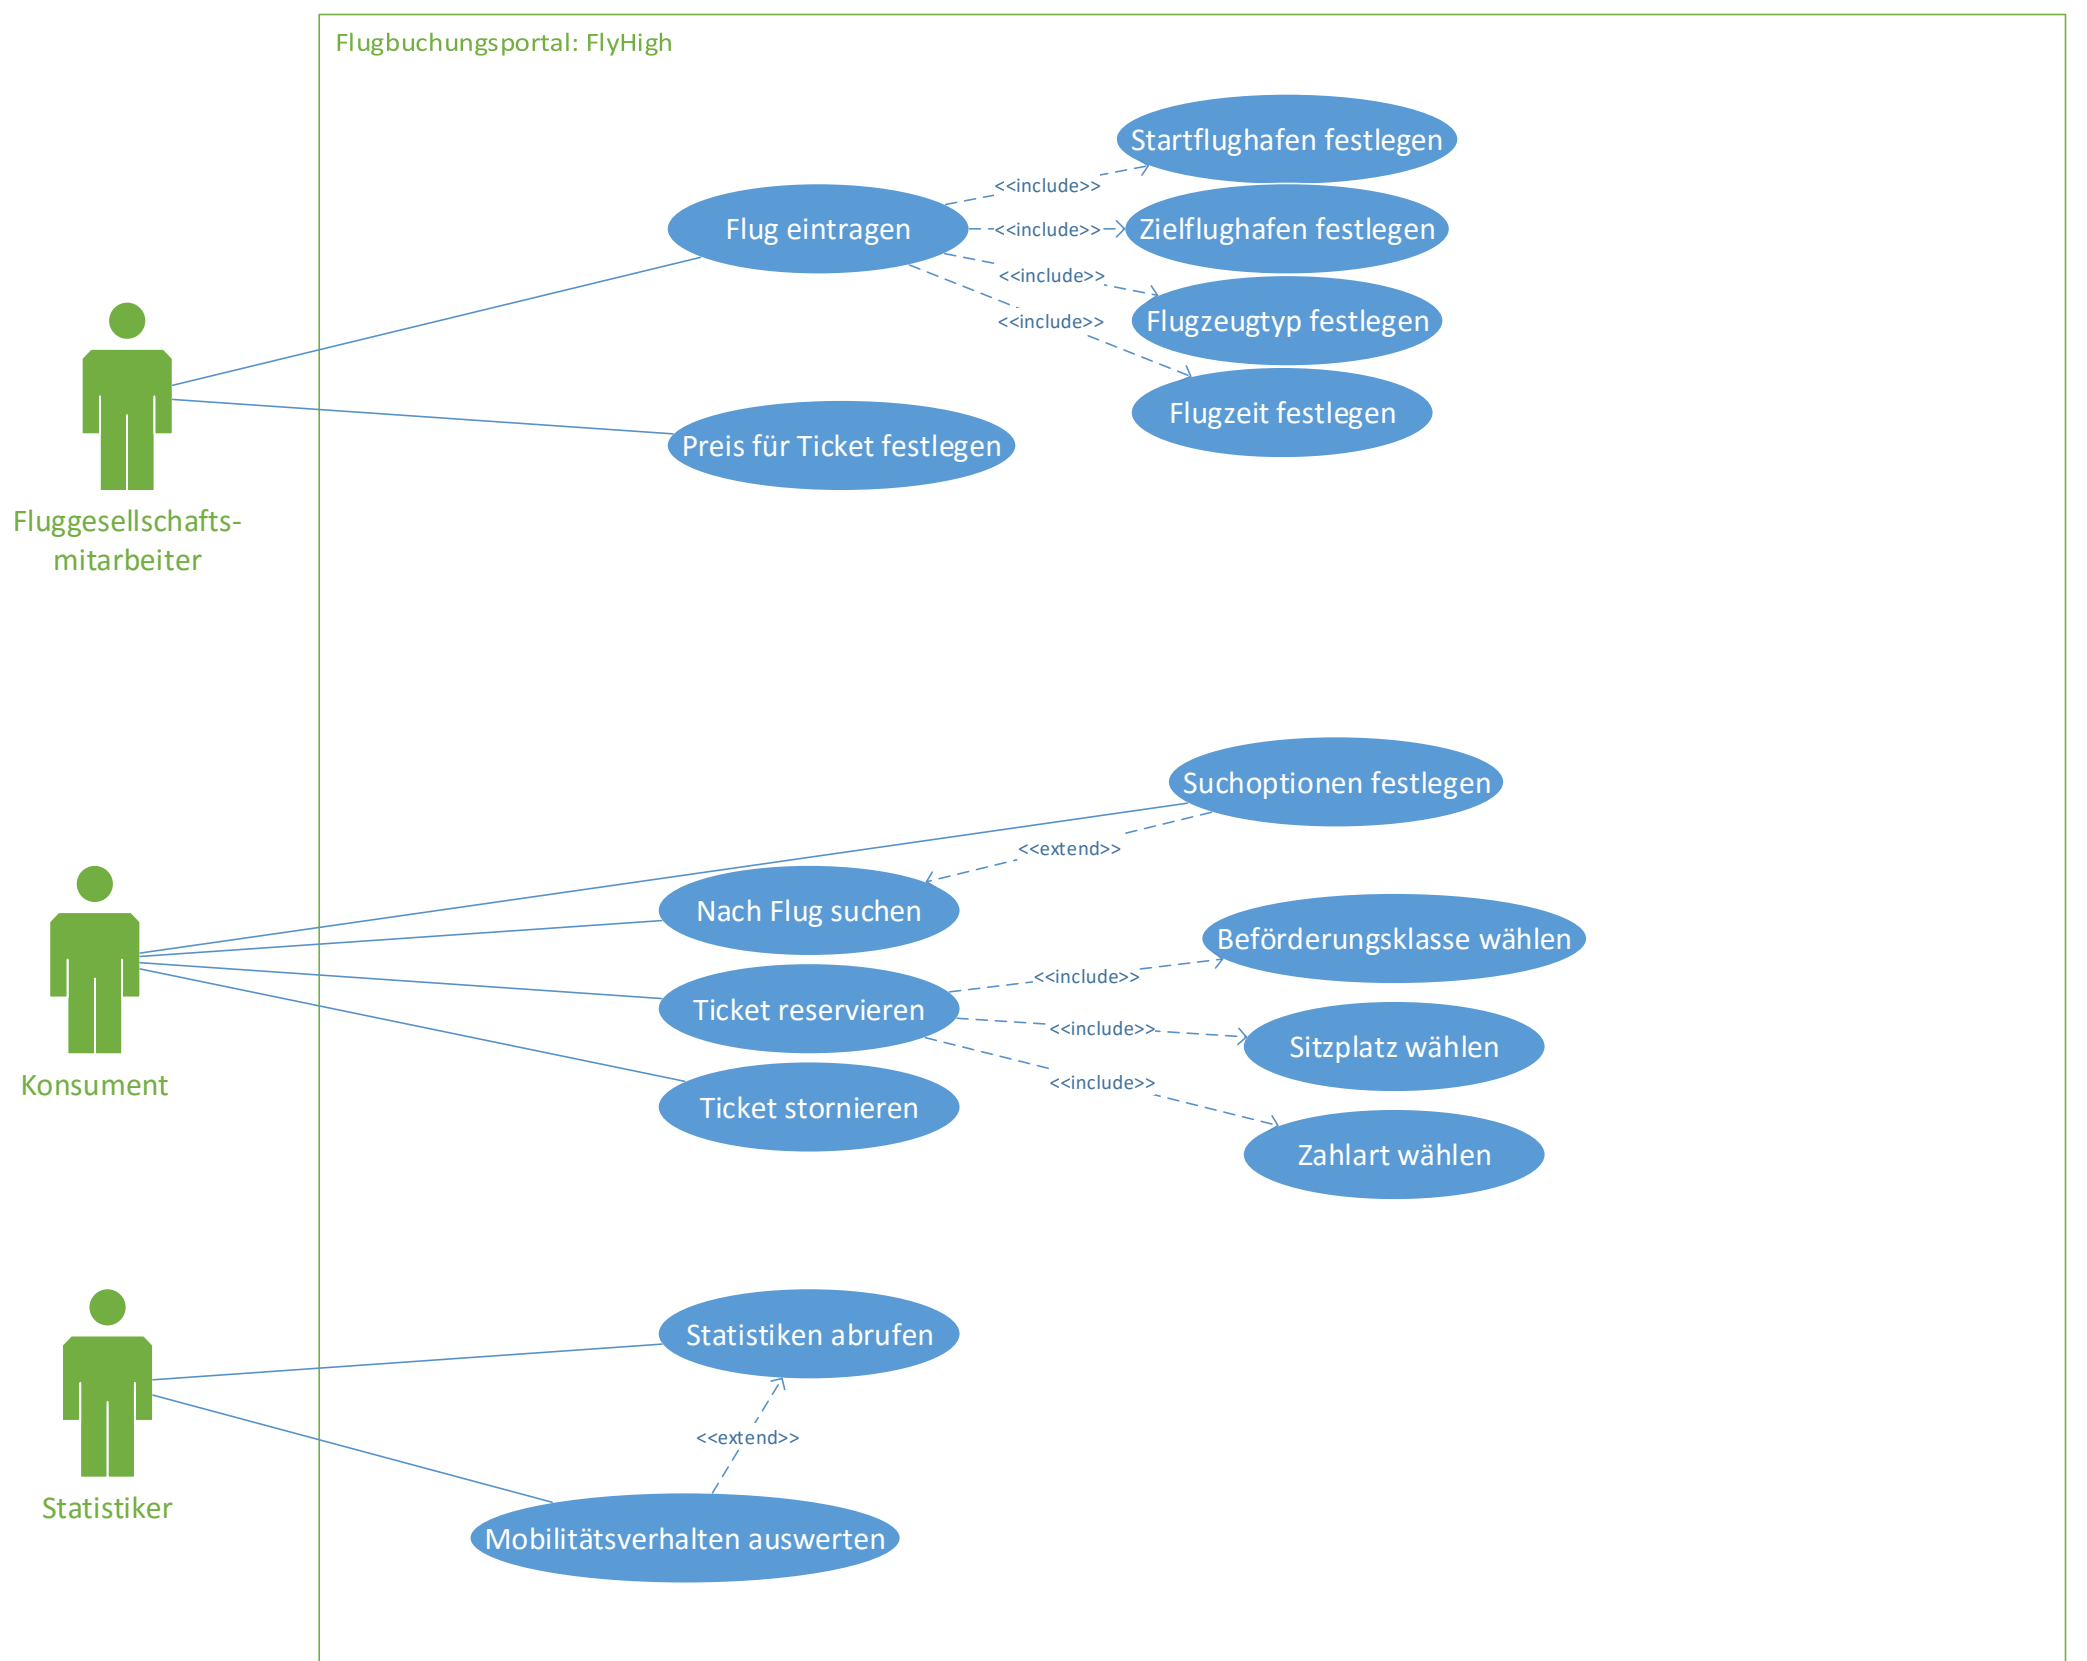 Flugbuchungsportal: FlyHigh
Startflughafen festlegen
<<include>>
Flug eintragen
<<include>>
Zielflughafen festlegen
<<include>>
Flugzeugtyp festlegen
<<include>>
Flugzeit festlegen
Preis für Ticket festlegen
Fluggesellschafts-
mitarbeiter
Suchoptionen festlegen
<<extend>>
Nach Flug suchen
Beförderungsklasse wählen
<<include>>
Ticket reservieren
<<include>>
Sitzplatz wählen
<<include>>
Konsument
Ticket stornieren
Zahlart wählen
Statistiken abrufen
<<extend>>
Statistiker
Mobilitätsverhalten auswerten